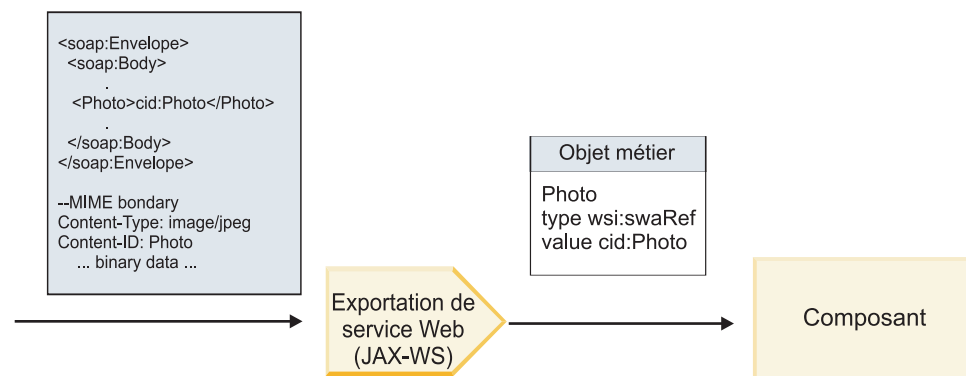 <soap:Envelope>
<soap:Body>
.
<Photo>cid:Photo</Photo>
.
</soap:Body>
</soap:Envelope>
--MIME bondary
Content-Type: image/jpeg
Content-ID: Photo
... binary data ...
Objet métier
Photo
type wsi:swaRef
value cid:Photo
Exportation de
service Web
(JAX-WS)
Composant